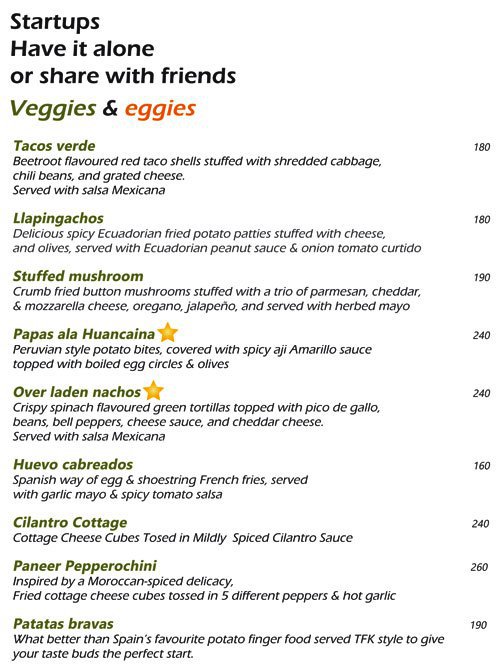 Startups
Have it alone
or share with friends
Veggies & eggies
Tacos verde 180
Beetroot flavoured red taco shells stuffed with shredded cabbage,
chili beans, and grated cheese.
Served with salsa Mexicana
Llapingachos 180
Delicious spicy Ecuadorian fried potato patties stuffed with cheese,
and olives, served with Ecuadorian peanut sauce & onion tomato curtido
Stuffed mushroom 190
Crumb fried button mushrooms stuffed with a trio of parmesan, cheddar,
& mozzarella cheese, oregano, jalapeño, and served with herbed mayo
Papas ala Huancaina 240
Peruvian style potato bites, covered with spicy aji Amarillo sauce
topped with boiled egg circles & olives
Over laden nachos 240
Crispy spinach flavoured green tortillas topped with pico de gallo,
beans, bell peppers, cheese sauce, and cheddar cheese.
Served with salsa Mexicana
Huevo cabreados 160
Spanish way of egg & shoestring French fries, served
with garlic mayo & spicy tomato salsa
Cilantro Cottage 240
Cottage Cheese Cubes Tosed in Mildly Spiced Cilantro Sauce
Paneer Pepperochini 260
Inspired by a Moroccan-spiced delicacy,
Fried cottage cheese cubes tossed in 5 different peppers & hot garlic
Patatas bravas 190
What better than Spain's favourite potato finger food served TFK style to give
your taste buds the perfect start.